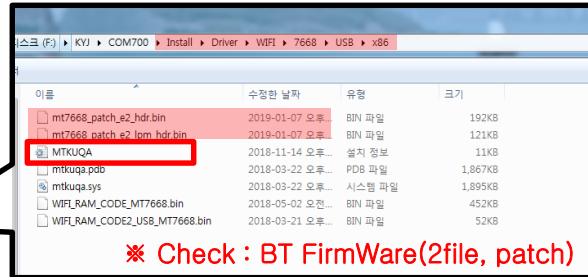 디스크 (F:) ▸ KYJ ▸ COM700 ▸ Install ▸ Driver ▸ WIFI ▸ 7668 ▸ USB ▸ x86
이름 수정한 날짜 유형 크기
mt7668_patch_e2_hdr.bin 2019-01-07 오후... BIN 파일 192KB
mt7668_patch_e2_lpm_hdr.bin 2019-01-07 오후... BIN 파일 121KB
MTKUQA 2018-11-14 오후... 설치 정보 11KB
mtkuqa.pdb 2018-03-22 오후... PDB 파일 1,867KB
mtkuqa.sys 2018-03-22 오후... 시스템 파일 1,895KB
WIFI_RAM_CODE_MT7668.bin 2018-05-02 오전... BIN 파일 452KB
WIFI_RAM_CODE2_USB_MT7668.bin 2018-03-21 오후... BIN 파일 52KB
※ Check : BT FirmWare(2file, patch)